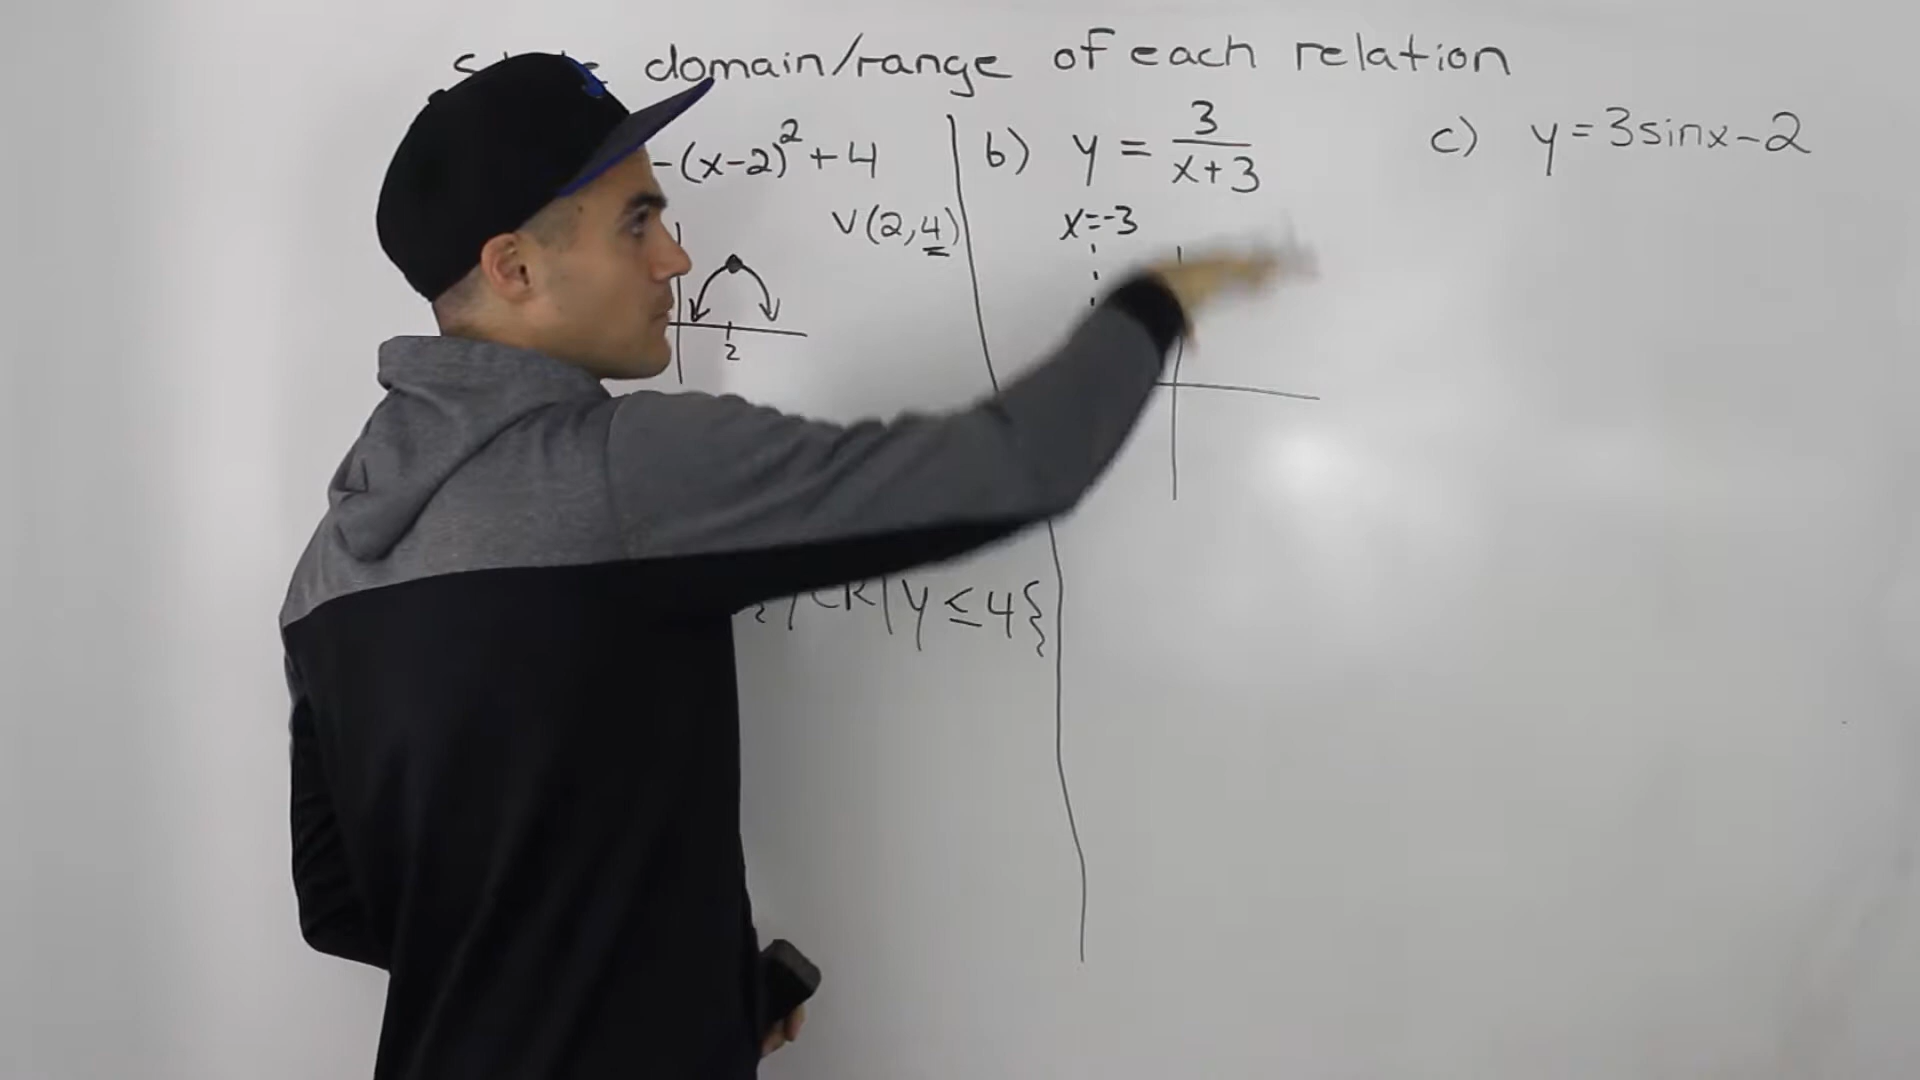 domain/range of each relation
-(x-2)²+4
V(2,4)
2
y≤4}
b) y = 3/(x+3)
x=-3
c) y=3sinx-2